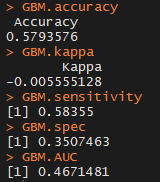 > GBM.accuracy
 Accuracy
0.5793576
> GBM.kappa
       Kappa
-0.005555128
> GBM.sensitivity
[1] 0.58355
> GBM.spec
[1] 0.3507463
> GBM.AUC
[1] 0.4671481